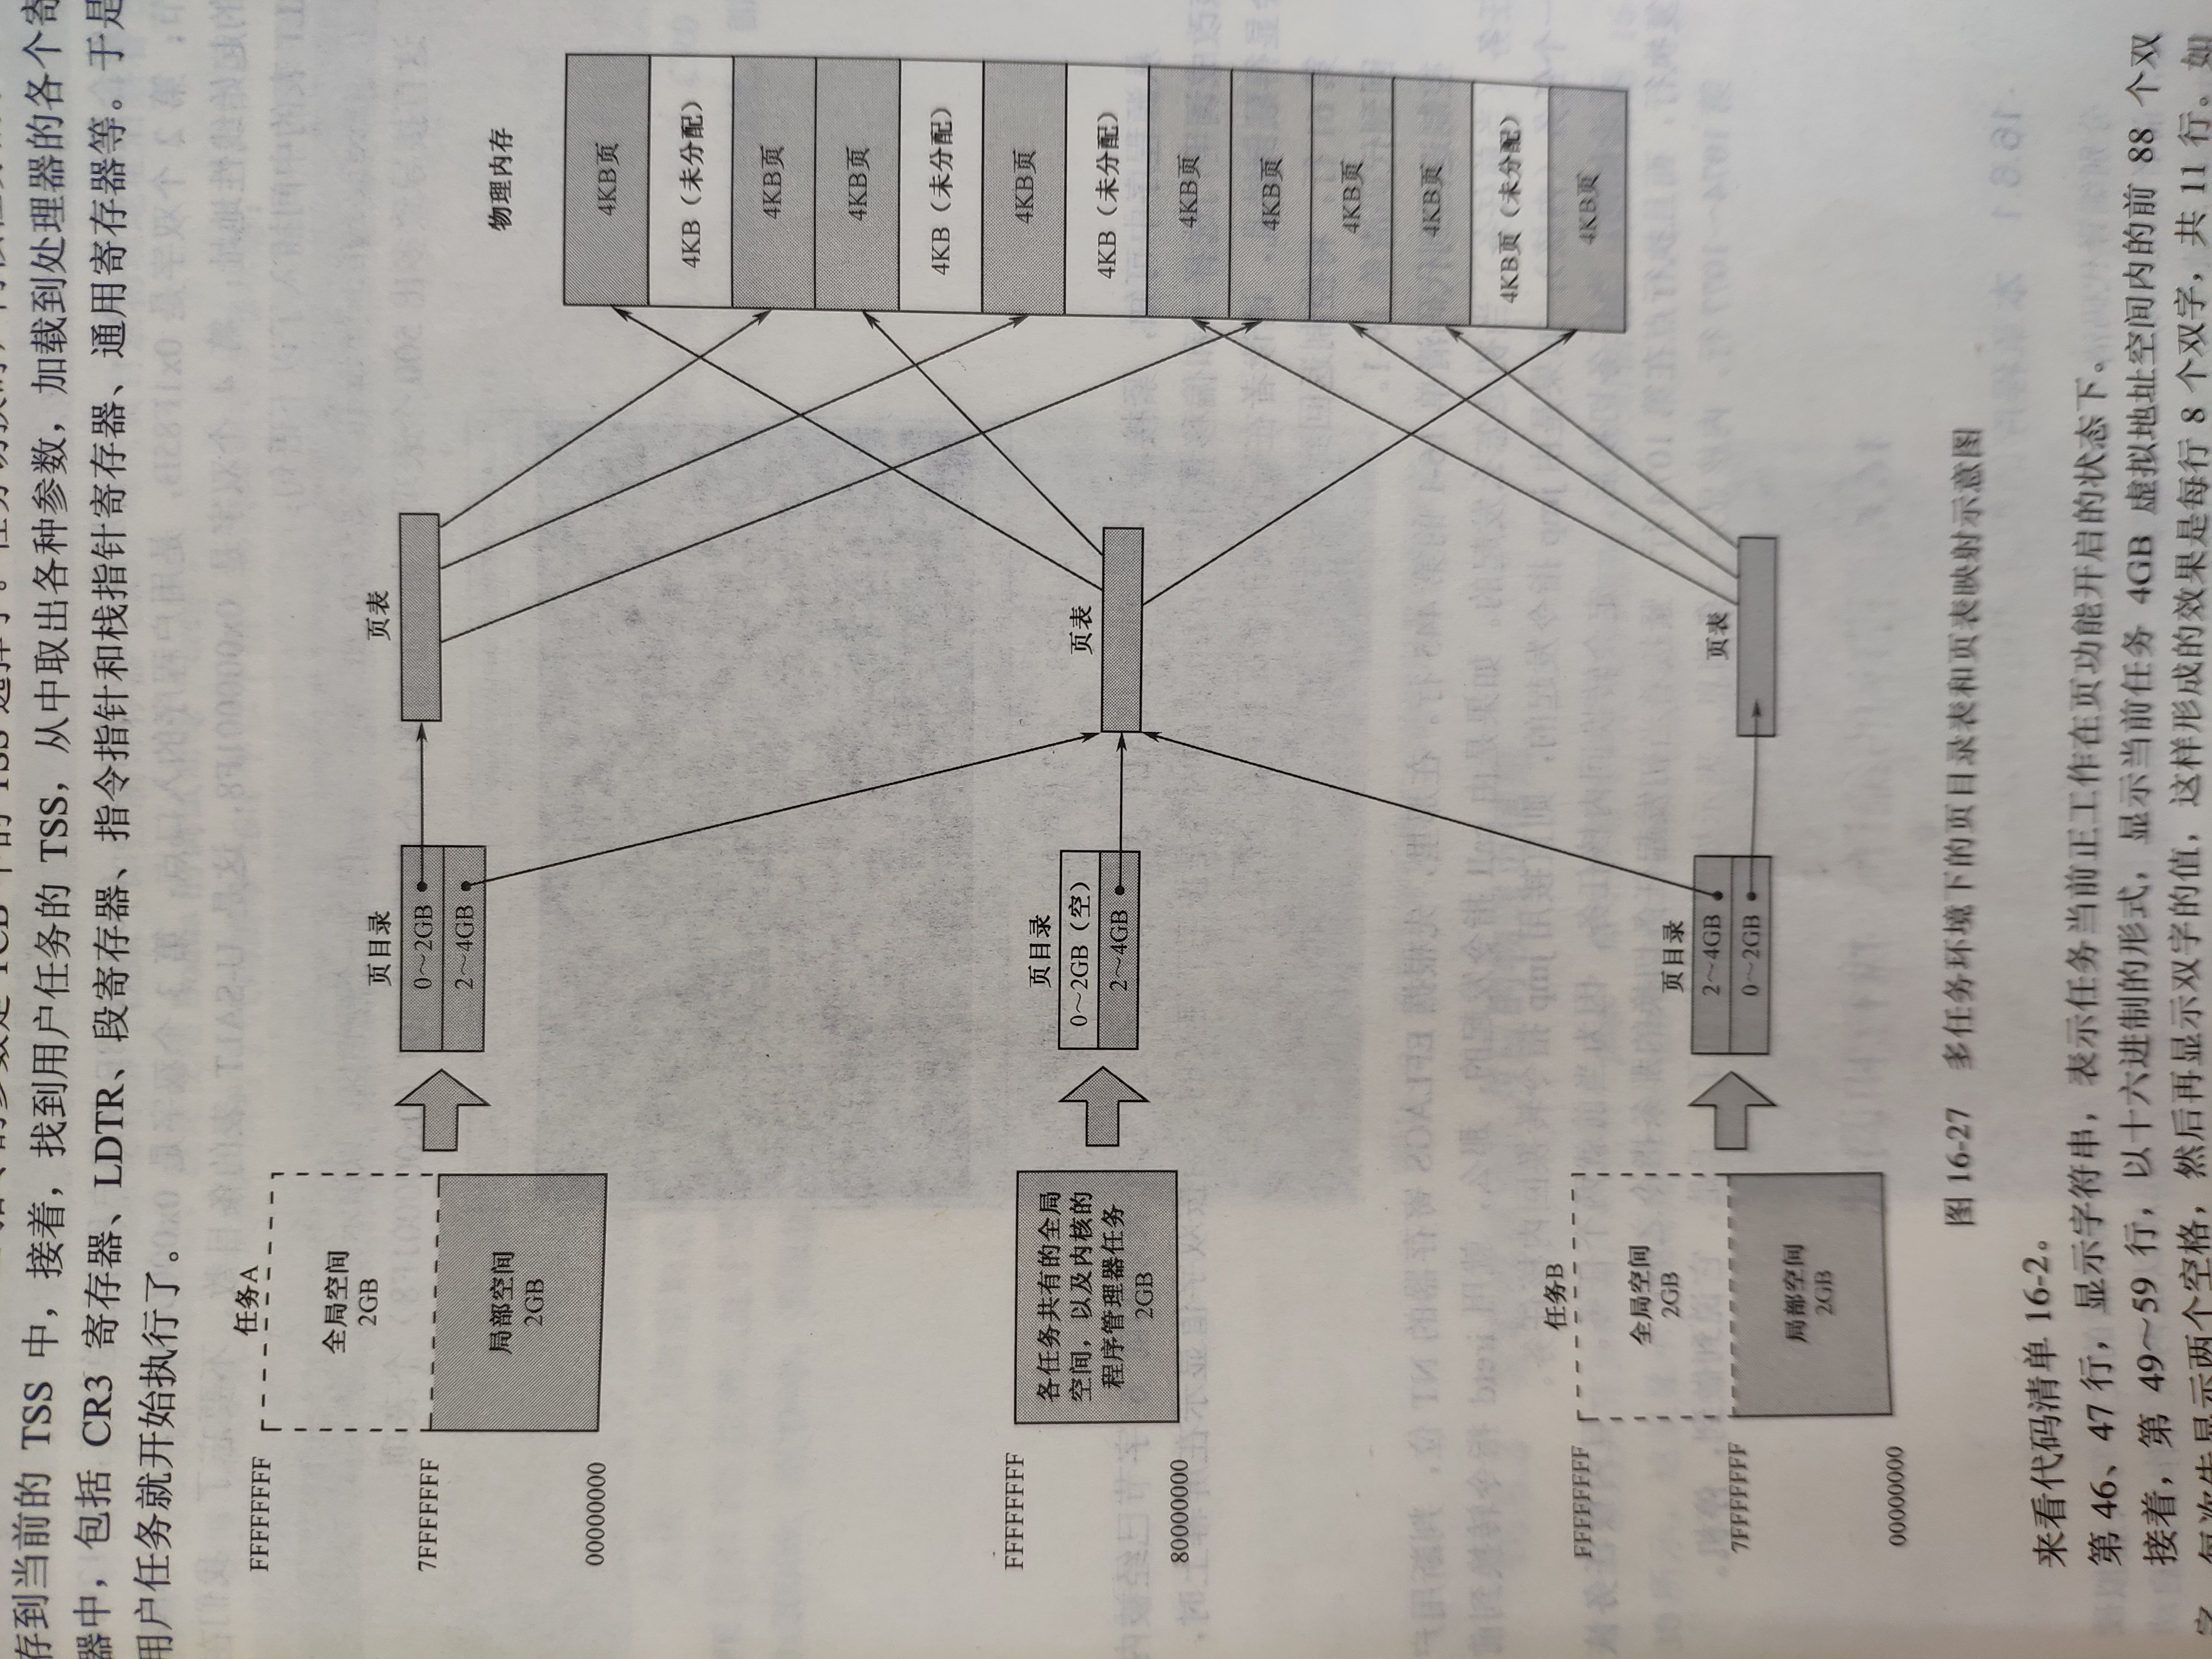 存到当前的 TSS 中，接着，找到用户任务的 TSS，从中取出各种参数，加载到处理器的各个寄
器中，包括 CR3 寄存器、LDTR、段寄存器、指令指针和栈指针寄存器、通用寄存器等。于是
用户任务就开始执行了。
任务A
FFFFFFFF
全局空间
2GB
7FFFFFFF
局部空间
2GB
00000000
页目录
0～2GB
2～4GB
页表
物理内存
4KB页
4KB（未分配）
4KB页
4KB页
4KB（未分配）
4KB页
4KB（未分配）
4KB页
4KB页
4KB页
4KB页
4KB页（未分配）
4KB页
FFFFFFFF
各任务共有的全局
空间，以及内核的
程序管理器任务
2GB
80000000
页目录
0～2GB（空）
2～4GB
页表
任务B
FFFFFFFF
全局空间
2GB
7FFFFFFF
局部空间
2GB
00000000
页目录
2～4GB
0～2GB
页表
图 16-27 多任务环境下的页目录表和页表映射示意图
来看代码清单 16-2。
第 46、47 行，显示字符串，表示任务当前正工作在页功能开启的状态下。
接着，第 49～59 行，以十六进制的形式，显示当前任务 4GB 虚拟地址空间内的前 88 个双
字，每次先显示两个空格，然后再显示双字的值，这样形成的效果是每行 8 个双字，共 11 行。如